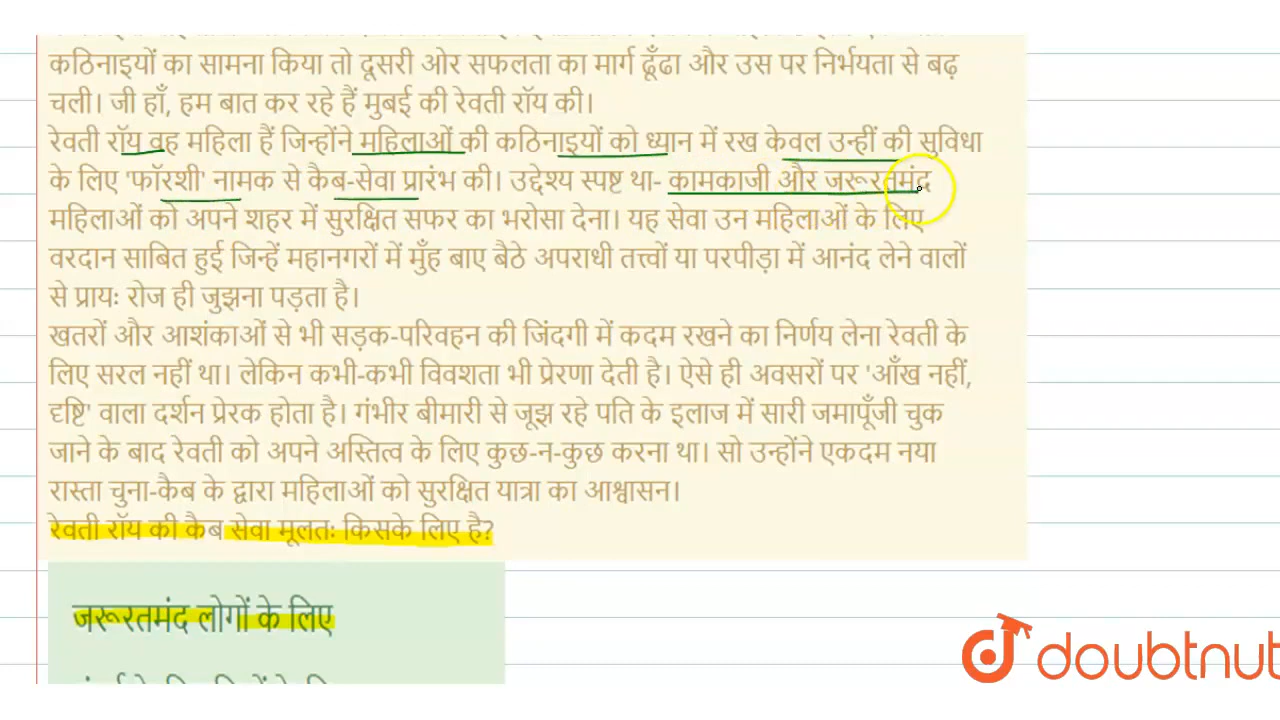 कठिनाइयों का सामना किया तो दूसरी ओर सफलता का मार्ग ढूँढा और उस पर निर्भयता से बढ़
चली। जी हाँ, हम बात कर रहे हैं मुबई की रेवती रॉय की।
रेवती रॉय वह महिला हैं जिन्होंने महिलाओं की कठिनाइयों को ध्यान में रख केवल उन्हीं की सुविधा
के लिए 'फॉरशी' नामक से कैब-सेवा प्रारंभ की। उद्देश्य स्पष्ट था- कामकाजी और जरूरतमंद
महिलाओं को अपने शहर में सुरक्षित सफर का भरोसा देना। यह सेवा उन महिलाओं के लिए
वरदान साबित हुई जिन्हें महानगरों में मुँह बाए बैठे अपराधी तत्त्वों या परपीड़ा में आनंद लेने वालों
से प्रायः रोज ही जुझना पड़ता है।
खतरों और आशंकाओं से भी सड़क-परिवहन की जिंदगी में कदम रखने का निर्णय लेना रेवती के
लिए सरल नहीं था। लेकिन कभी-कभी विवशता भी प्रेरणा देती है। ऐसे ही अवसरों पर 'आँख नहीं,
दृष्टि' वाला दर्शन प्रेरक होता है। गंभीर बीमारी से जूझ रहे पति के इलाज में सारी जमापूँजी चुक
जाने के बाद रेवती को अपने अस्तित्व के लिए कुछ-न-कुछ करना था। सो उन्होंने एकदम नया
रास्ता चुना-कैब के द्वारा महिलाओं को सुरक्षित यात्रा का आश्वासन।
रेवती रॉय की कैब सेवा मूलतः किसके लिए है?
जरूरतमंद लोगों के लिए
doubtnut